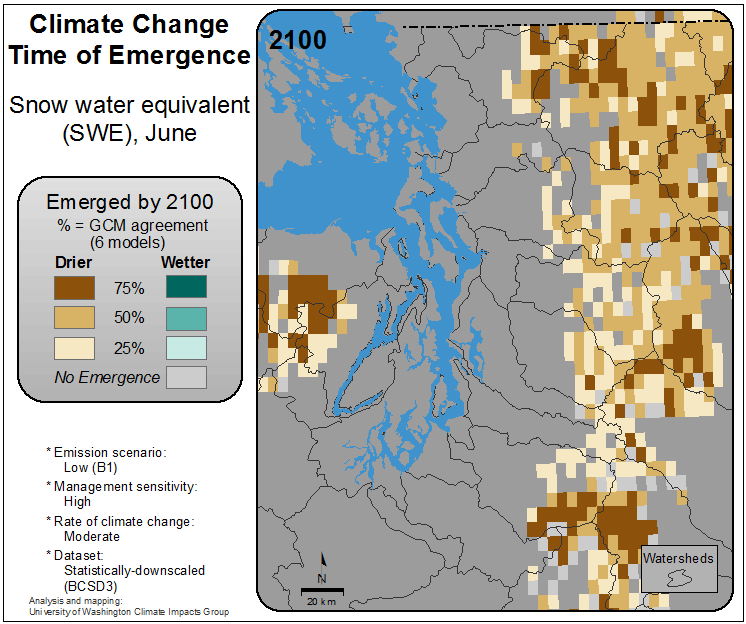 Climate Change
Time of Emergence
Snow water equivalent
(SWE), June
Emerged by 2100
% = GCM agreement
(6 models)
Drier Wetter
75%
50%
25%
No Emergence
* Emission scenario:
Low (B1)
* Management sensitivity:
High
* Rate of climate change:
Moderate
* Dataset:
Statistically-downscaled
(BCSD3)
Analysis and mapping:
University of Washington Climate Impacts Group
2100
N
20 km
Watersheds